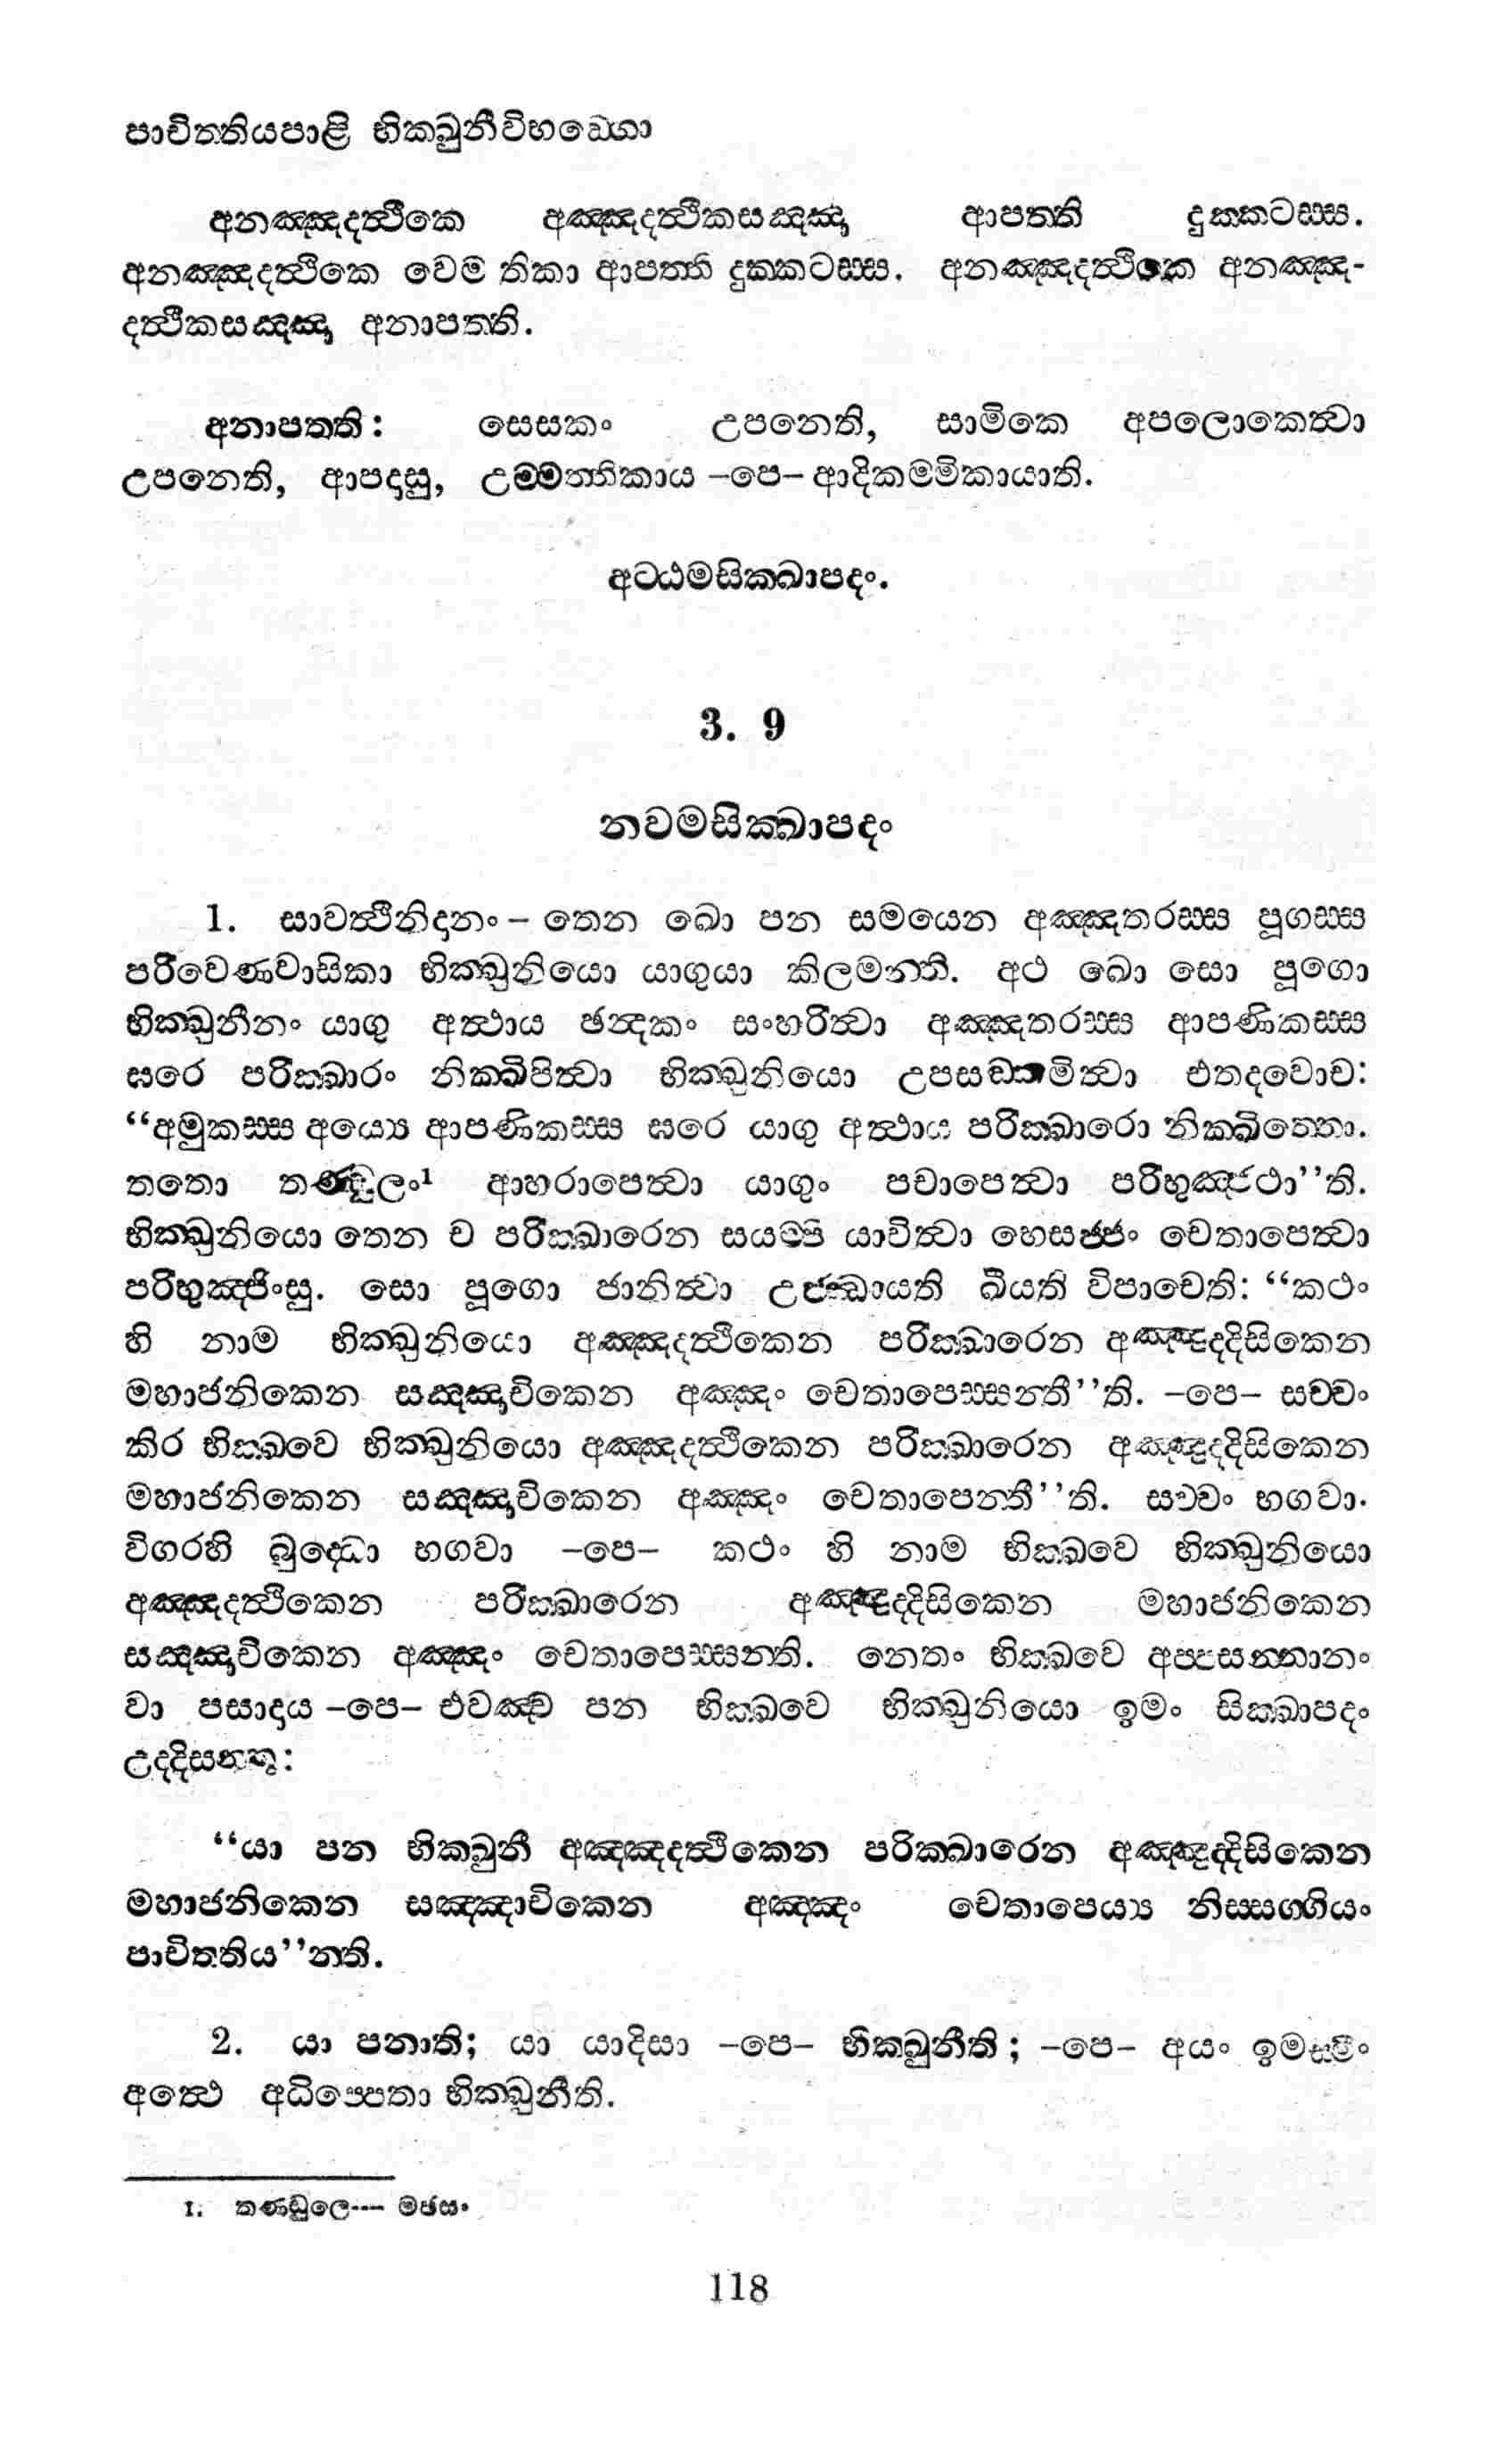 පාචිත්තියපාළි භික්ඛුනීවිභඞ්ගො
අනඤ්ඤදත්ථිකෙ අඤ්ඤදත්ථිකසඤ්ඤා ආපත්ති දුක්කටස්ස.
අනඤ්ඤදත්ථිකෙ වෙමතිකා ආපත්ති දුක්කටස්ස. අනඤ්ඤදත්ථිකෙ අනඤ්ඤ-
දත්ථිකසඤ්ඤා අනාපත්ති.
අනාපත්ති: සෙසකං උපනෙති, සාමිකෙ අපලොකෙත්වා
උපනෙති, ආපදාසු, උම්මත්තිකාය –පෙ– ආදිකම්මිකායාති.
අට්ඨමසික්ඛාපදං.
3. 9
නවමසික්ඛාපදං
1. සාවත්ථිනිදානං – තෙන ඛො පන සමයෙන අඤ්ඤතරස්ස පූගස්ස
පරිවෙණවාසිකා භික්ඛුනියො යාගුයා කිලමන්ති. අථ ඛො සො පූගො
භික්ඛුනීනං යාගු අත්ථාය ඡන්දකං සංහරිත්වා අඤ්ඤතරස්ස ආපණිකස්ස
ඝරෙ පරික්ඛාරං නික්ඛිපිත්වා භික්ඛුනියො උපසඞ්කමිත්වා එතදවොච:
“අමුකස්ස අය්යෙ ආපණිකස්ස ඝරෙ යාගු අත්ථාය පරික්ඛාරො නික්ඛිත්තො.
තතො තණ්ඩුලං¹ ආහරාපෙත්වා යාගුං පචාපෙත්වා පරිභුඤ්ජථා’’ති.
භික්ඛුනියො තෙන ච පරික්ඛාරෙන සයම්පි යාචිත්වා භෙසජ්ජං චෙතාපෙත්වා
පරිභුඤ්ජිංසු. සො පූගො ජානිත්වා උජ්ඣායති ඛීයති විපාචෙති: “කථං
හි නාම භික්ඛුනියො අඤ්ඤදත්ථිකෙන පරික්ඛාරෙන අඤ්ඤුද්දිසිකෙන
මහාජනිකෙන සඤ්ඤාචිකෙන අඤ්ඤං චෙතාපෙස්සන්තී’’ති. –පෙ– සච්චං
කිර භික්ඛවෙ භික්ඛුනියො අඤ්ඤදත්ථිකෙන පරික්ඛාරෙන අඤ්ඤුද්දිසිකෙන
මහාජනිකෙන සඤ්ඤාචිකෙන අඤ්ඤං චෙතාපෙන්තී’’ති. සච්චං භගවා.
විගරහි බුද්ධො භගවා –පෙ– කථං හි නාම භික්ඛවෙ භික්ඛුනියො
අඤ්ඤදත්ථිකෙන පරික්ඛාරෙන අඤ්ඤුද්දිසිකෙන මහාජනිකෙන
සඤ්ඤාචිකෙන අඤ්ඤං චෙතාපෙස්සන්ති. නෙතං භික්ඛවෙ අප්පසන්නානං
වා පසාදාය –පෙ– එවඤ්ච පන භික්ඛවෙ භික්ඛුනියො ඉමං සික්ඛාපදං
උද්දිසන්තු:
“යා පන භික්ඛුනී අඤ්ඤදත්ථිකෙන පරික්ඛාරෙන අඤ්ඤුද්දිසිකෙන
මහාජනිකෙන සඤ්ඤාචිකෙන අඤ්ඤං චෙතාපෙය්ය නිස්සග්ගියං
පාචිත්තිය’’න්ති.
2. යා පනාති; යා යාදිසා –පෙ– භික්ඛුනීති; –පෙ– අයං ඉමස්මිං
අත්ථෙ අධිප්පෙතා භික්ඛුනීති.
1. තණ්ඩුලෙ---- මඡසං
118